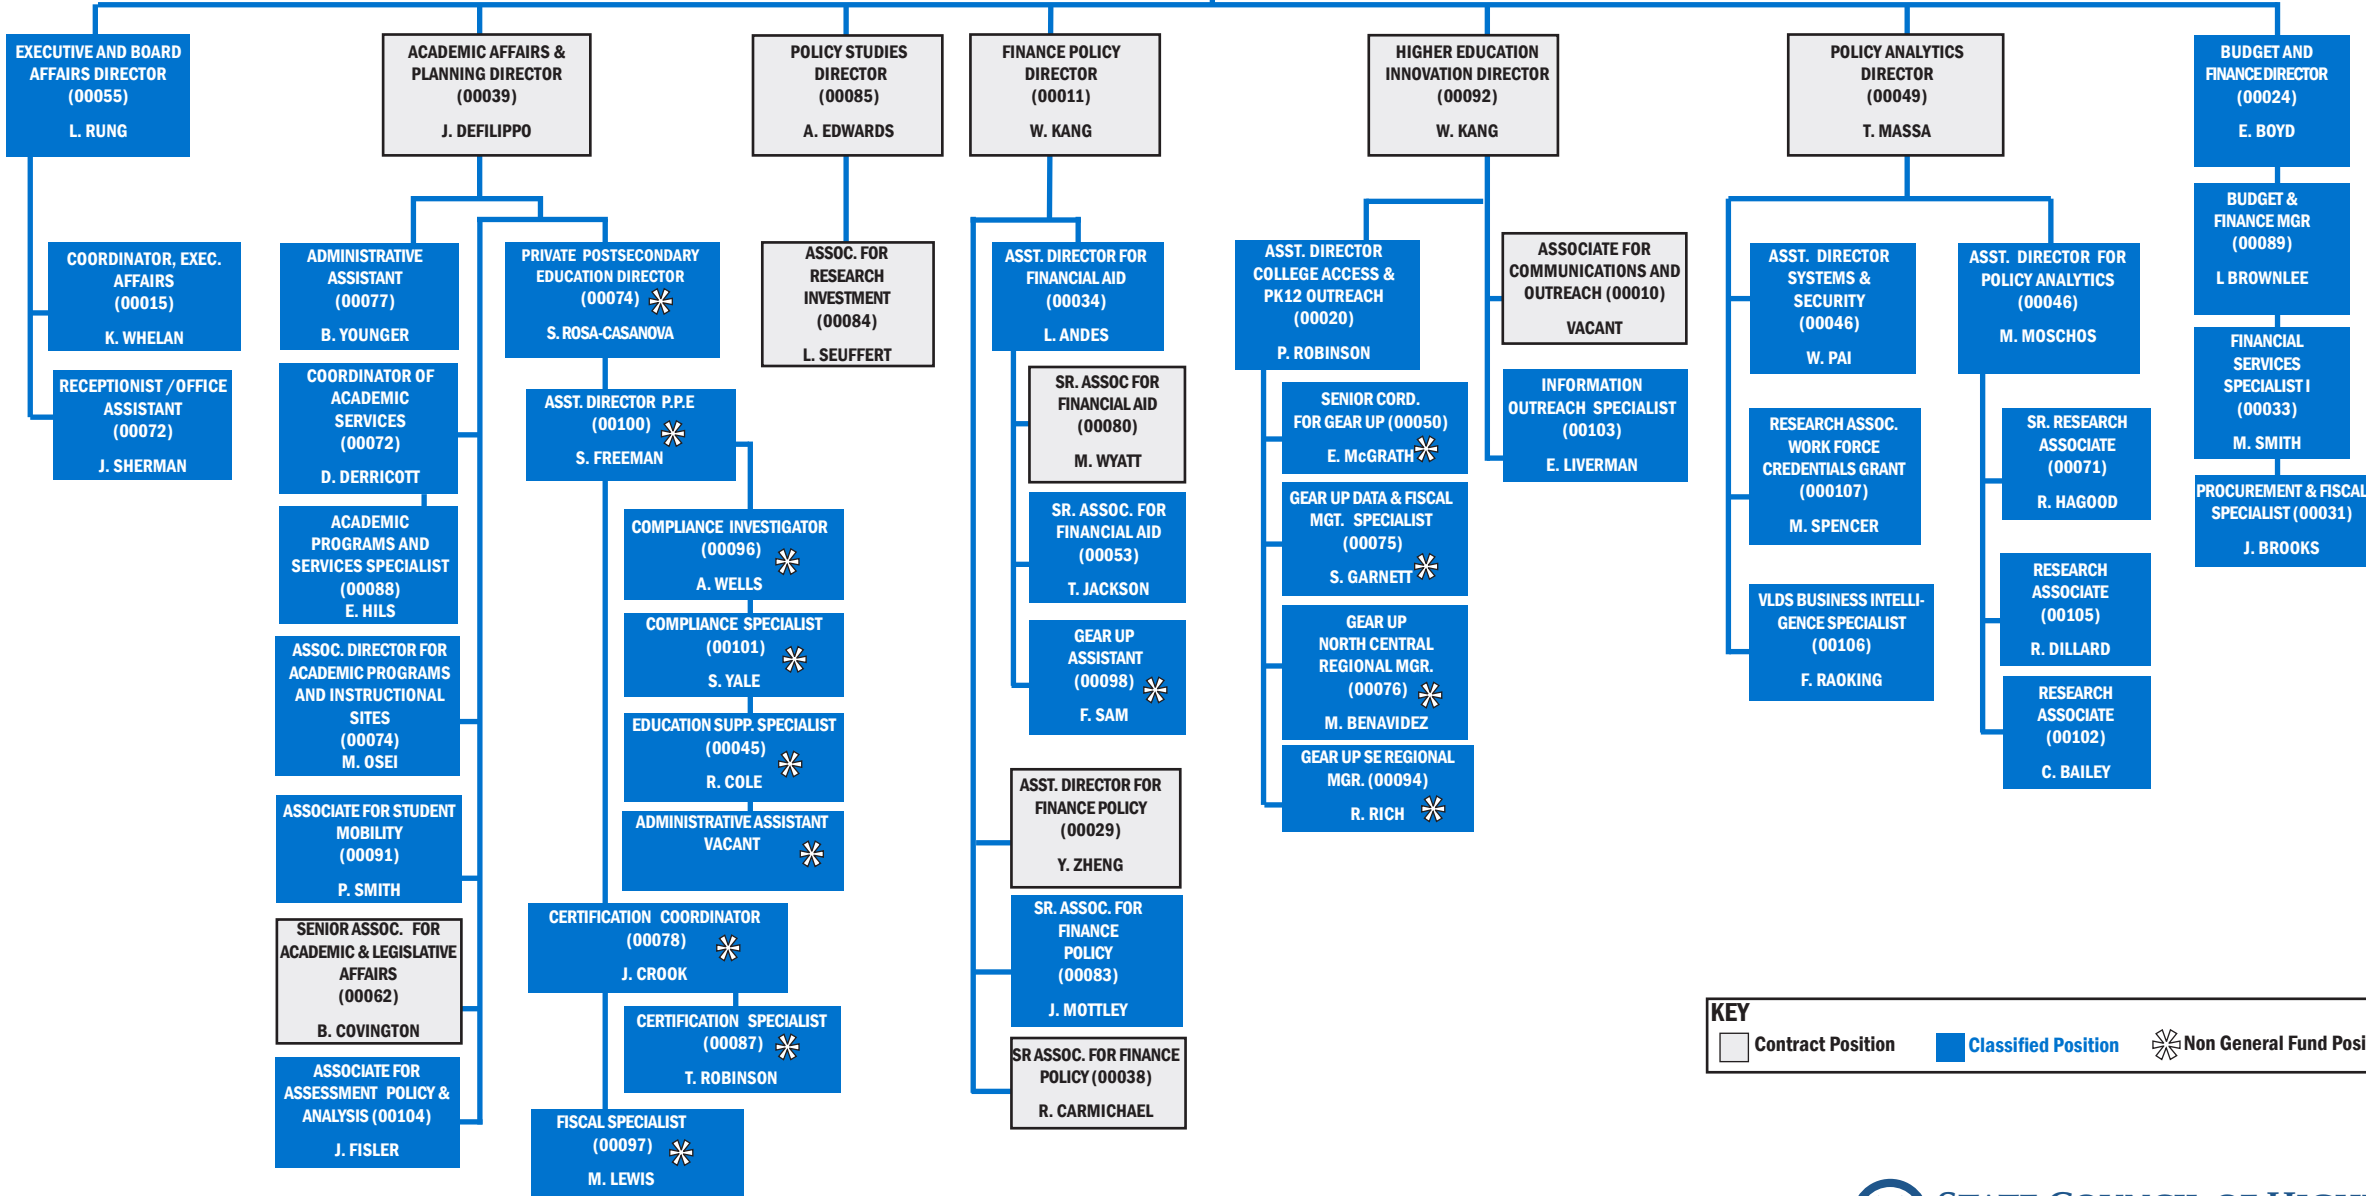 EXECUTIVE AND BOARD
AFFAIRS DIRECTOR
(00055)
L. RUNG
ACADEMIC AFFAIRS &
PLANNING DIRECTOR
(00039)
J. DEFILIPPO
POLICY STUDIES
DIRECTOR
(00085)
A. EDWARDS
FINANCE POLICY
DIRECTOR
(00011)
W. KANG
HIGHER EDUCATION
INNOVATION DIRECTOR
(00092)
W. KANG
POLICY ANALYTICS
DIRECTOR
(00049)
T. MASSA
BUDGET AND
FINANCE DIRECTOR
(00024)
E. BOYD
COORDINATOR, EXEC.
AFFAIRS
(00015)
K. WHELAN
RECEPTIONIST / OFFICE
ASSISTANT
(00072)
J. SHERMAN
ADMINISTRATIVE
ASSISTANT
(00077)
B. YOUNGER
COORDINATOR OF
ACADEMIC
SERVICES
(00072)
D. DERRICOTT
ACADEMIC
PROGRAMS AND
SERVICES SPECIALIST
(00088)
E. HILS
ASSOC. DIRECTOR FOR
ACADEMIC PROGRAMS
AND INSTRUCTIONAL
SITES
(00074)
M. OSEI
ASSOCIATE FOR STUDENT
MOBILITY
(00091)
P. SMITH
SENIOR ASSOC. FOR
ACADEMIC & LEGISLATIVE
AFFAIRS
(00062)
B. COVINGTON
ASSOCIATE FOR
ASSESSMENT POLICY &
ANALYSIS (00104)
J. FISLER
PRIVATE POSTSECONDARY
EDUCATION DIRECTOR
(00074)
S. ROSA-CASANOVA
ASST. DIRECTOR P.P.E
(00100)
S. FREEMAN
COMPLIANCE INVESTIGATOR
(00096)
A. WELLS
COMPLIANCE SPECIALIST
(00101)
S. YALE
EDUCATION SUPP. SPECIALIST
(00045)
R. COLE
ADMINISTRATIVE ASSISTANT
VACANT
CERTIFICATION COORDINATOR
(00078)
J. CROOK
CERTIFICATION SPECIALIST
(00087)
T. ROBINSON
FISCAL SPECIALIST
(00097)
M. LEWIS
ASSOC. FOR
RESEARCH
INVESTMENT
(00084)
L. SEUFFERT
ASST. DIRECTOR FOR
FINANCIAL AID
(00034)
L. ANDES
SR. ASSOC FOR
FINANCIAL AID
(00080)
M. WYATT
SR. ASSOC. FOR
FINANCIAL AID
(00053)
T. JACKSON
GEAR UP
ASSISTANT
(00098)
F. SAM
ASST. DIRECTOR FOR
FINANCE POLICY
(00029)
Y. ZHENG
SR. ASSOC. FOR
FINANCE
POLICY
(00083)
J. MOTTLEY
SR ASSOC. FOR FINANCE
POLICY (00038)
R. CARMICHAEL
ASST. DIRECTOR
COLLEGE ACCESS &
PK12 OUTREACH
(00020)
P. ROBINSON
SENIOR CORD.
FOR GEAR UP (00050)
E. McGRATH
GEAR UP DATA & FISCAL
MGT. SPECIALIST
(00075)
S. GARNETT
GEAR UP
NORTH CENTRAL
REGIONAL MGR.
(00076)
M. BENAVIDEZ
GEAR UP SE REGIONAL
MGR. (00094)
R. RICH
ASSOCIATE FOR
COMMUNICATIONS AND
OUTREACH (00010)
VACANT
INFORMATION
OUTREACH SPECIALIST
(00103)
E. LIVERMAN
ASST. DIRECTOR
SYSTEMS &
SECURITY
(00046)
W. PAI
RESEARCH ASSOC.
WORK FORCE
CREDENTIALS GRANT
(000107)
M. SPENCER
VLDS BUSINESS INTELLI-
GENCE SPECIALIST
(00106)
F. RAOKING
ASST. DIRECTOR FOR
POLICY ANALYTICS
(00046)
M. MOSCHOS
SR. RESEARCH
ASSOCIATE
(00071)
R. HAGOOD
RESEARCH
ASSOCIATE
(00105)
R. DILLARD
RESEARCH
ASSOCIATE
(00102)
C. BAILEY
BUDGET &
FINANCE MGR
(00089)
L BROWNLEE
FINANCIAL
SERVICES
SPECIALIST I
(00033)
M. SMITH
PROCUREMENT & FISCAL
SPECIALIST (00031)
J. BROOKS
KEY
Contract Position
Classified Position
Non General Fund Posi